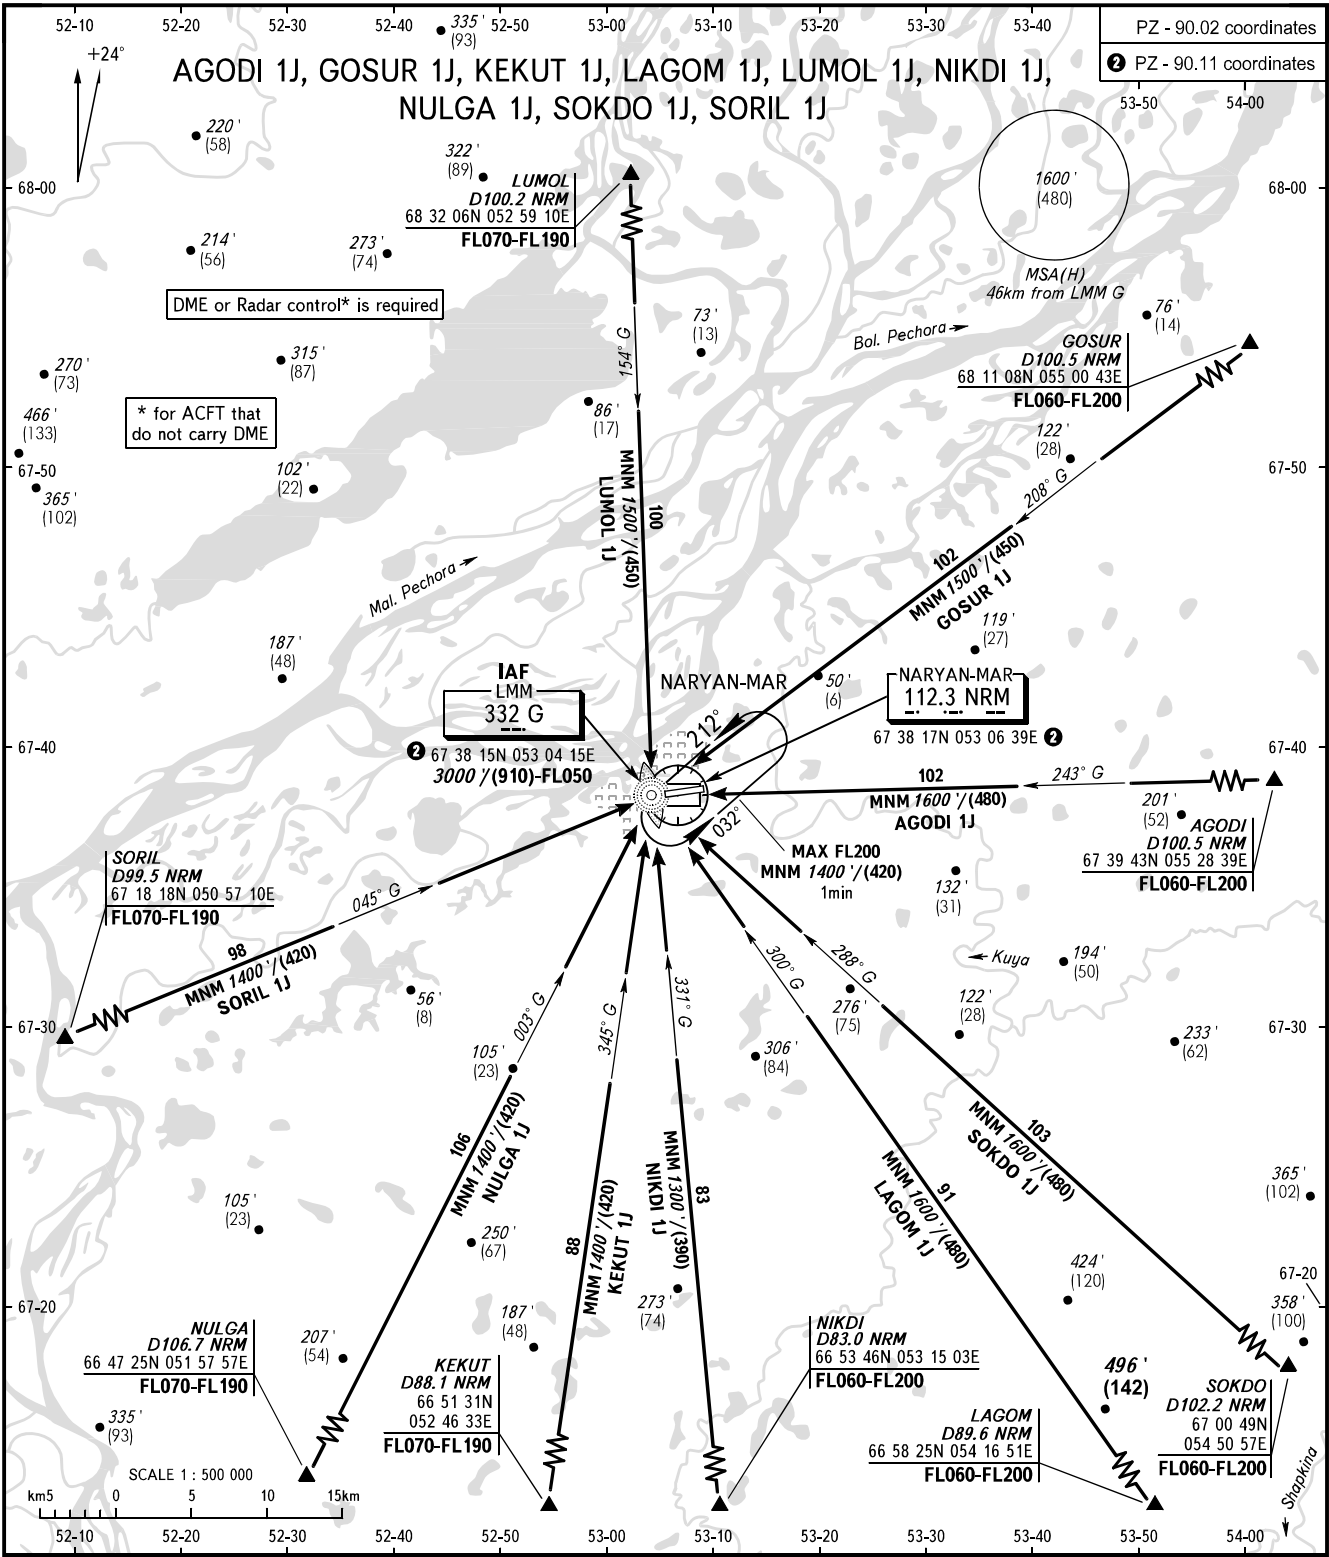 52-10
52-20
52-30
52-40
52-50
53-00
53-10
53-20
53-30
53-40
PZ - 90.02 coordinates
❷ PZ - 90.11 coordinates
53-50
54-00
+24°
335'
(93)
AGODI 1J, GOSUR 1J, KEKUT 1J, LAGOM 1J, LUMOL 1J, NIKDI 1J,
NULGA 1J, SOKDO 1J, SORIL 1J
220'
(58)
322'
(89)
68-00
68-00
1600'
(480)
MSA(H)
46km from LMM G
LUMOL
D100.2 NRM
68 32 06N 052 59 10E
FL070-FL190
214'
(56)
273'
(74)
DME or Radar control* is required
73'
(13)
Bol. Pechora
76'
(14)
GOSUR
D100.5 NRM
68 11 08N 055 00 43E
FL060-FL200
270'
(73)
315'
(87)
154° G
466'
(133)
* for ACFT that
do not carry DME
86'
(17)
122'
(28)
67-50
67-50
365'
(102)
102'
(22)
208° G
100
MNM 1500'/(450)
LUMOL 1J
102
MNM 1500'/(450)
GOSUR 1J
Mal. Pechora
119'
(27)
187'
(48)
50'
(6)
IAF
LMM
332 G
❷ 67 38 15N 053 04 15E
3000'/(910)-FL050
NARYAN-MAR
NARYAN-MAR
112.3 NRM
67 38 17N 053 06 39E ❷
212°
67-40
67-40
102
243° G
MNM 1600'/(480)
AGODI 1J
201'
(52)
AGODI
D100.5 NRM
67 39 43N 055 28 39E
FL060-FL200
032°
MAX FL200
MNM 1400'/(420)
1min
132'
(31)
SORIL
D99.5 NRM
67 18 18N 050 57 10E
FL070-FL190
045° G
98
MNM 1400'/(420)
SORIL 1J
Kuya
194'
(50)
288° G
300° G
331° G
345° G
003° G
56'
(8)
276'
(75)
122'
(28)
67-30
67-30
233'
(62)
105'
(23)
306'
(84)
106
MNM 1400'/(420)
NULGA 1J
88
MNM 1400'/(420)
KEKUT 1J
83
MNM 1300'/(390)
NIKDI 1J
91
MNM 1600'/(480)
LAGOM 1J
103
MNM 1600'/(480)
SOKDO 1J
365'
(102)
105'
(23)
250'
(67)
424'
(120)
273'
(74)
67-20
67-20
358'
(100)
187'
(48)
207'
(54)
NULGA
D106.7 NRM
66 47 25N 051 57 57E
FL070-FL190
KEKUT
D88.1 NRM
66 51 31N
052 46 33E
FL070-FL190
NIKDI
D83.0 NRM
66 53 46N 053 15 03E
FL060-FL200
496'
(142)
LAGOM
D89.6 NRM
66 58 25N 054 16 51E
FL060-FL200
SOKDO
D102.2 NRM
67 00 49N
054 50 57E
FL060-FL200
335'
(93)
Shapkina
SCALE 1 : 500 000
km5
0
5
10
15km
52-10
52-20
52-30
52-40
52-50
53-00
53-10
53-20
53-30
53-40
53-50
54-00